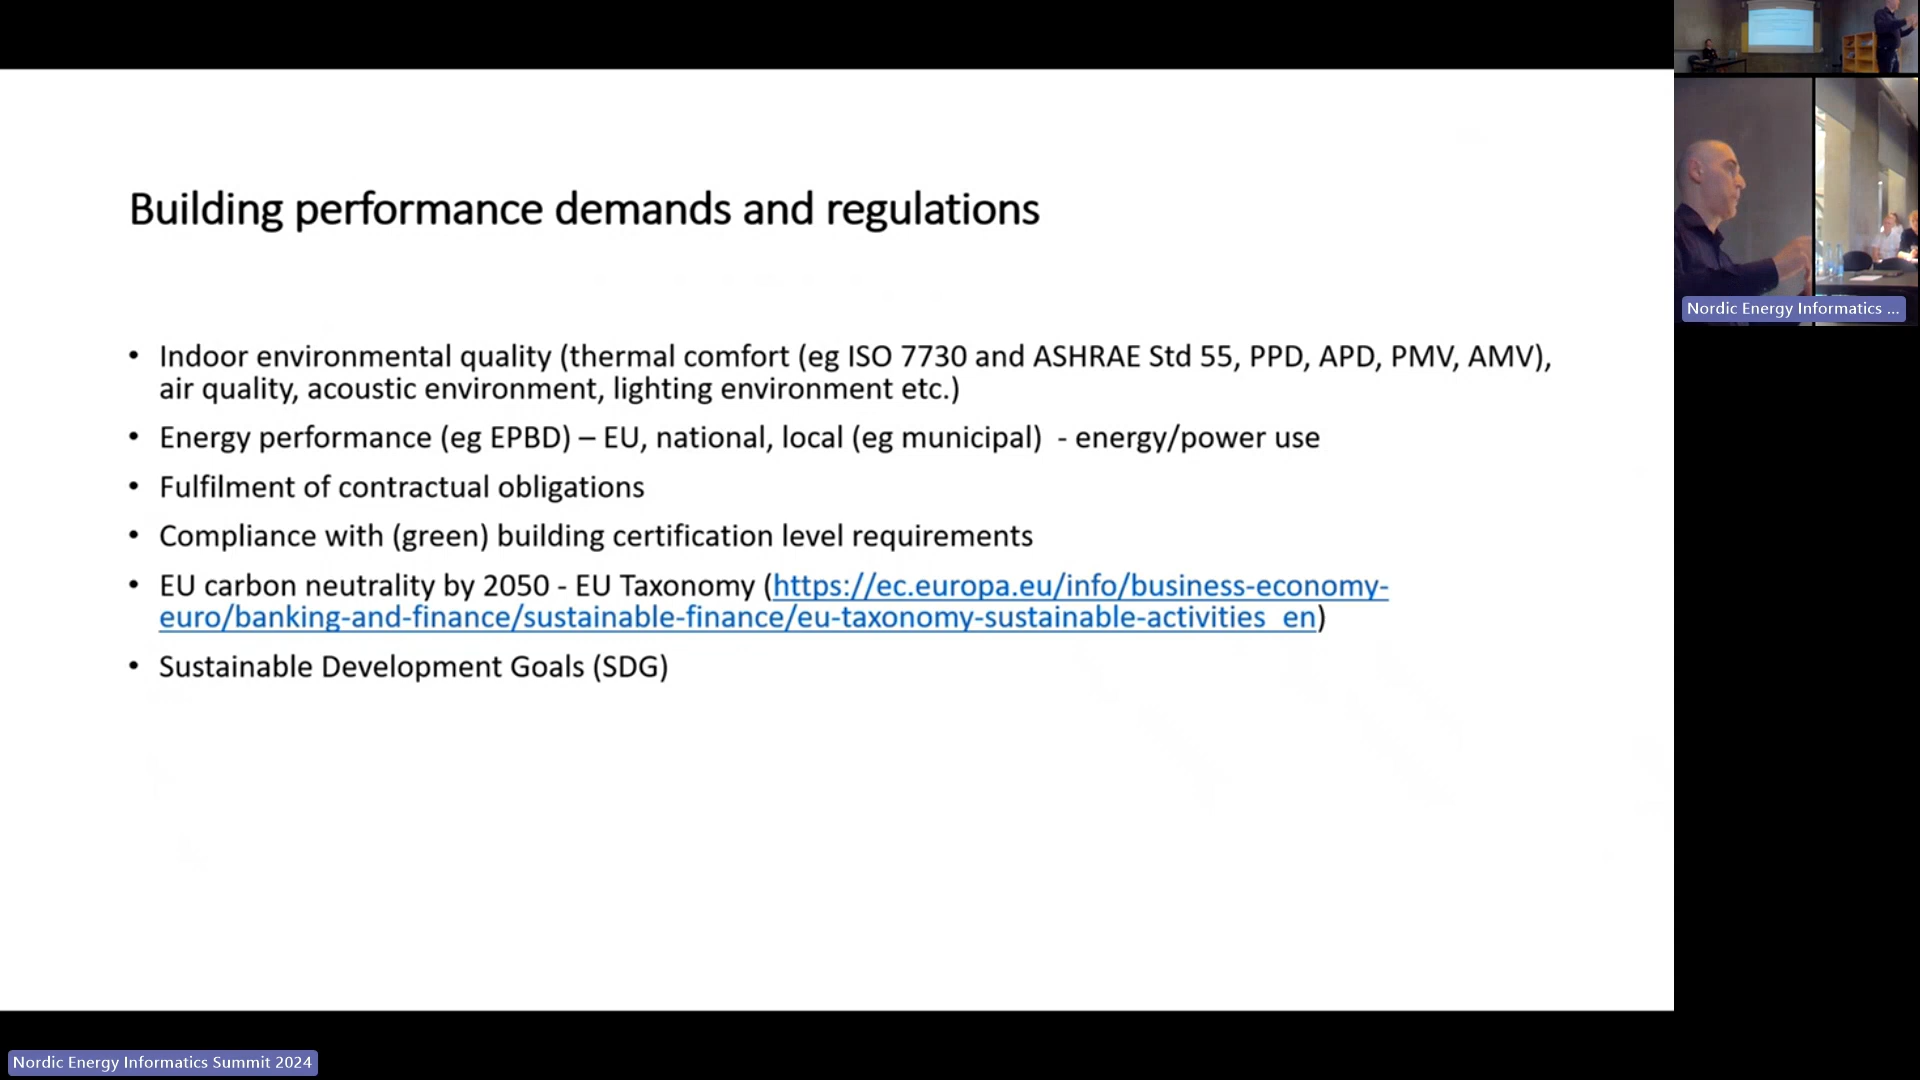 Building performance demands and regulations
• Indoor environmental quality (thermal comfort (eg ISO 7730 and ASHRAE Std 55, PPD, APD, PMV, AMV),
air quality, acoustic environment, lighting environment etc.)
• Energy performance (eg EPBD) – EU, national, local (eg municipal)  - energy/power use
• Fulfilment of contractual obligations
• Compliance with (green) building certification level requirements
• EU carbon neutrality by 2050 - EU Taxonomy (https://ec.europa.eu/info/business-economy-
euro/banking-and-finance/sustainable-finance/eu-taxonomy-sustainable-activities_en)
• Sustainable Development Goals (SDG)
Nordic Energy Informatics ...
Nordic Energy Informatics Summit 2024